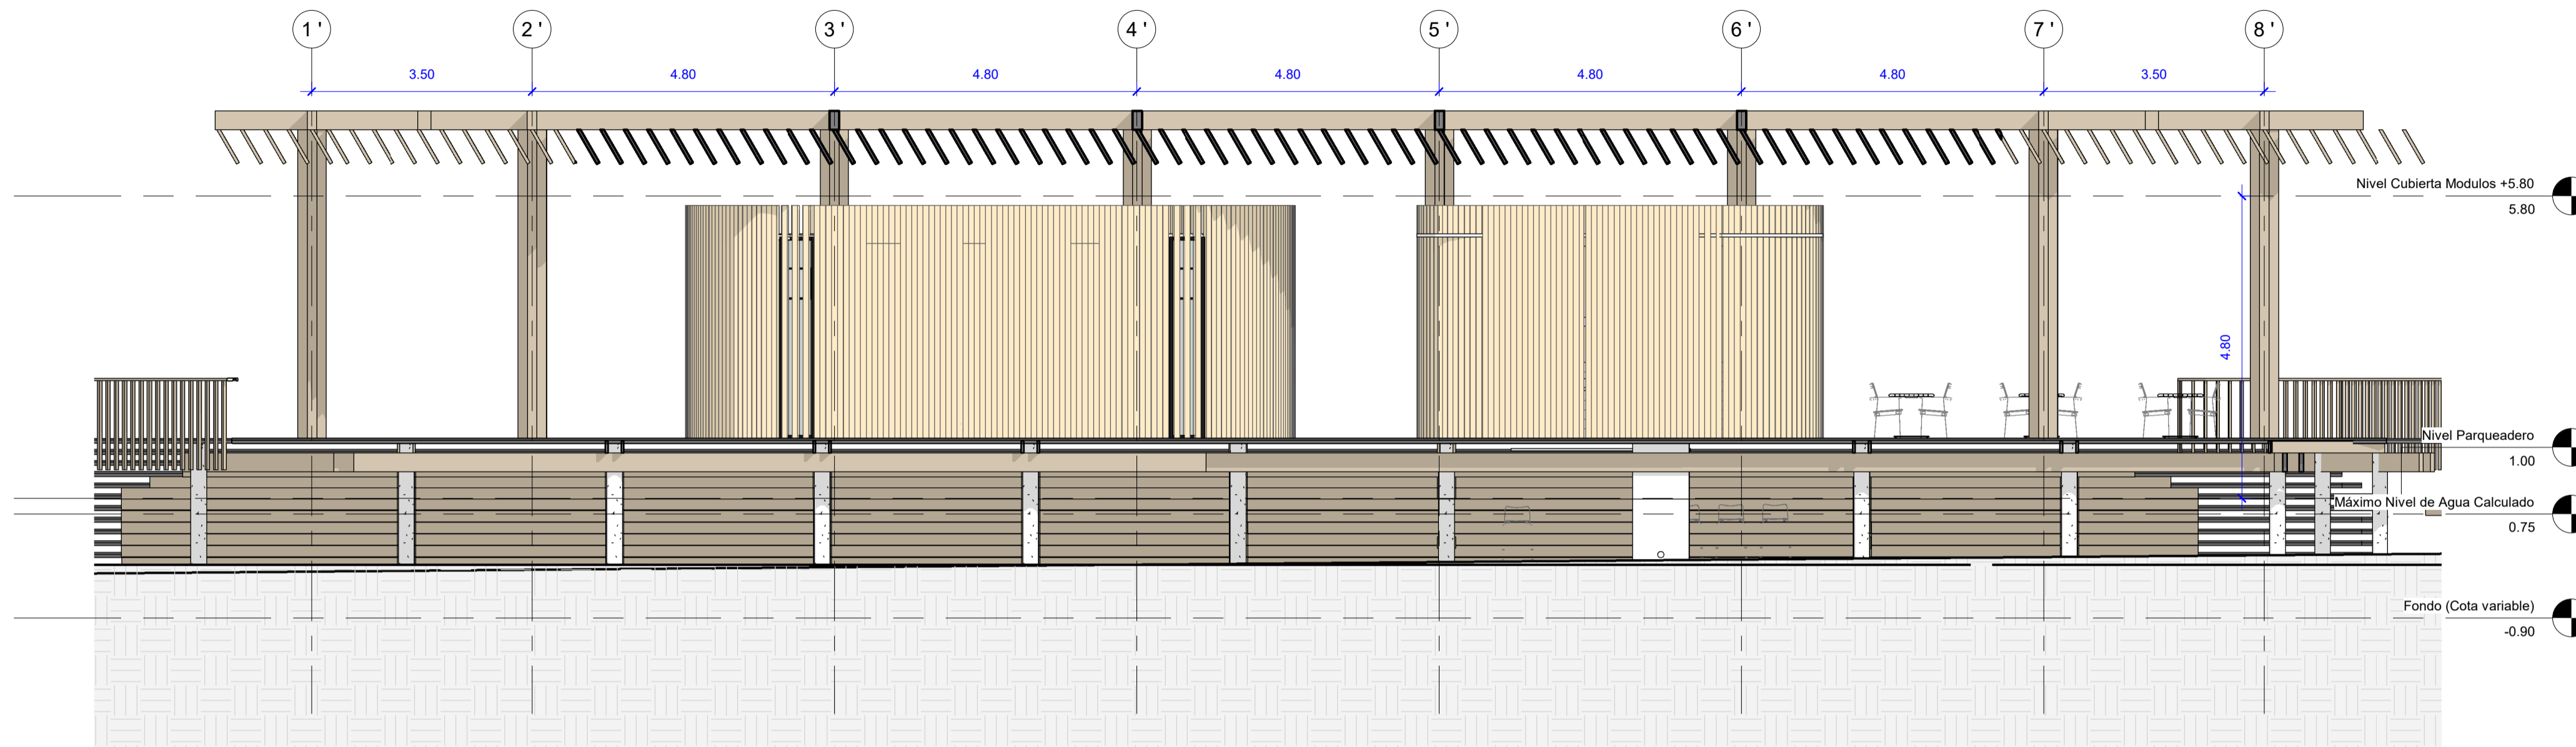 1 ' 2 ' 3 ' 4 ' 5 ' 6 ' 7 ' 8 '
3.50 4.80 4.80 4.80 4.80 4.80 3.50
Nivel Cubierta Modulos +5.80
5.80
4.80
Nivel Parqueadero
1.00
Máximo Nivel de Agua Calculado
0.75
Fondo (Cota variable)
-0.90